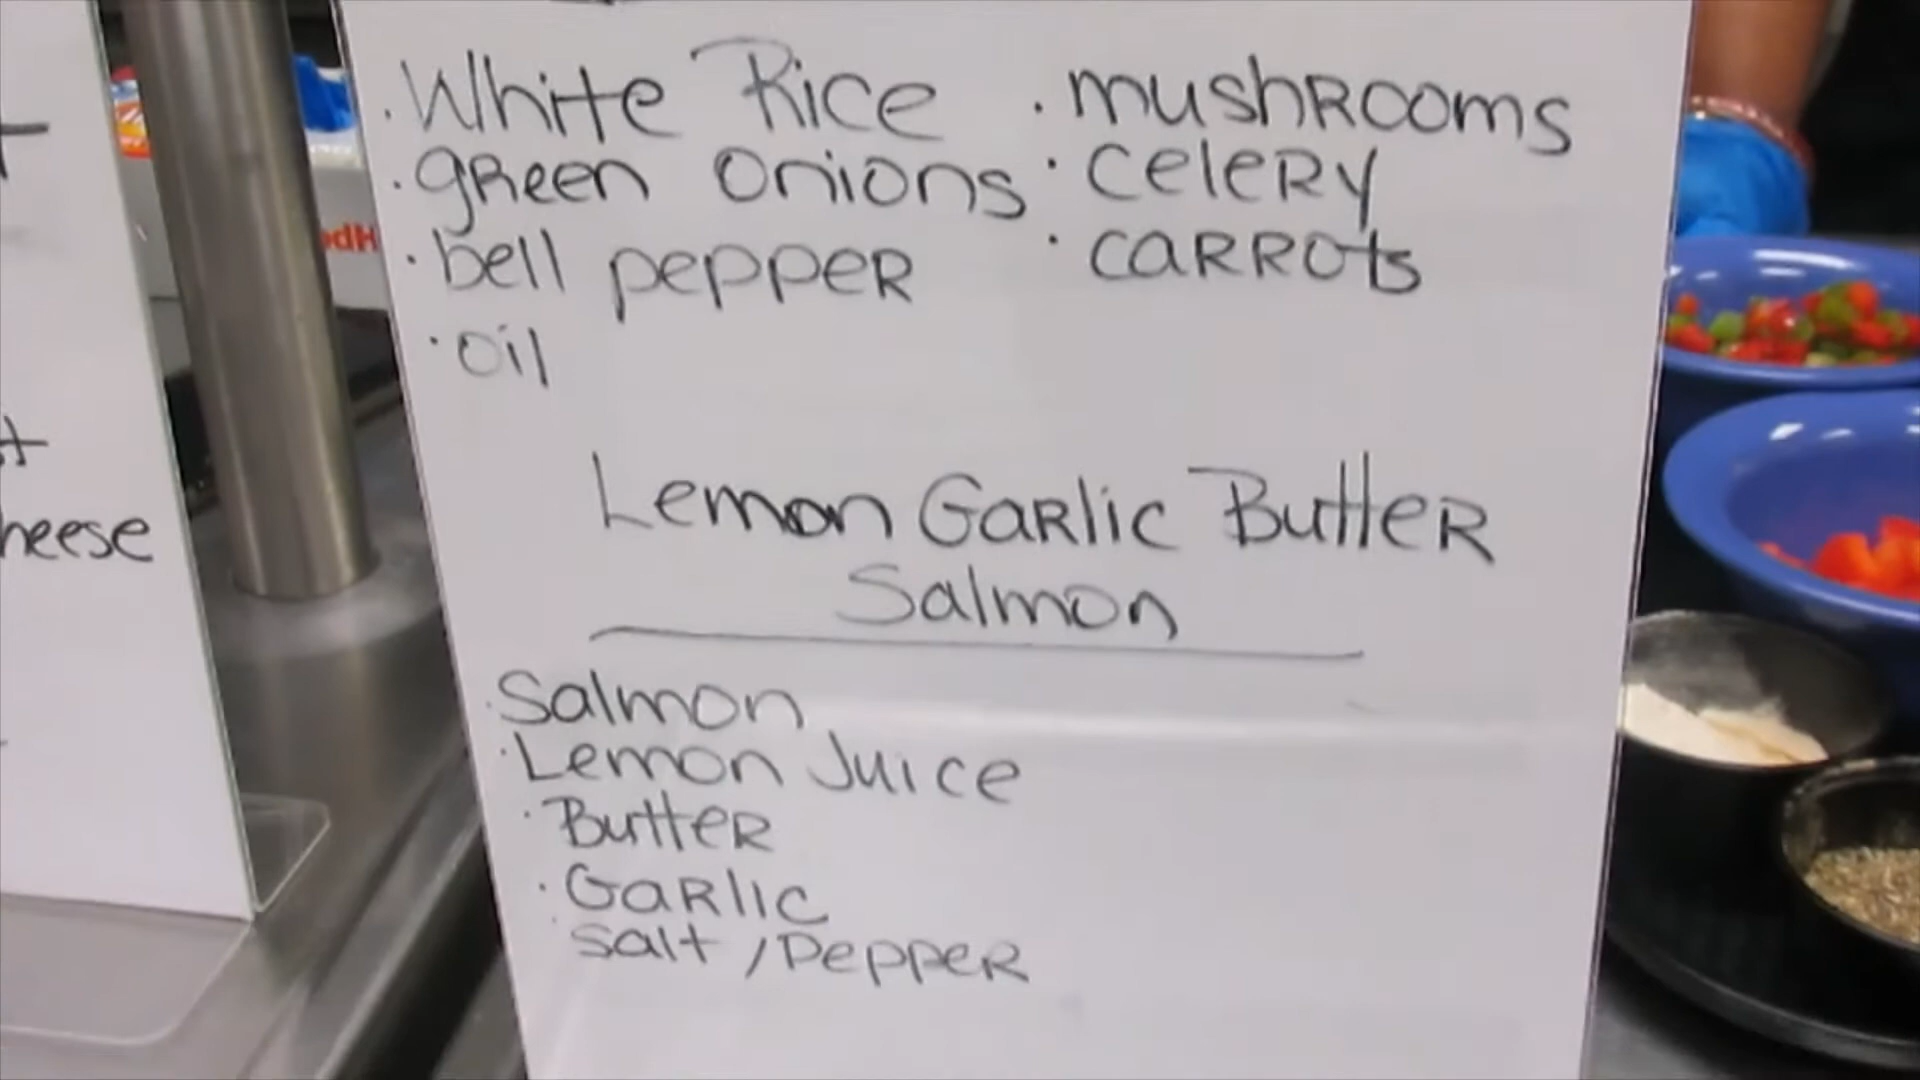 · White Rice
· green onions
· bell pepper
· oil
· mushrooms
· celery
· carrots
Lemon Garlic Butter
Salmon
· Salmon
· Lemon Juice
· Butter
· Garlic
· salt / Pepper